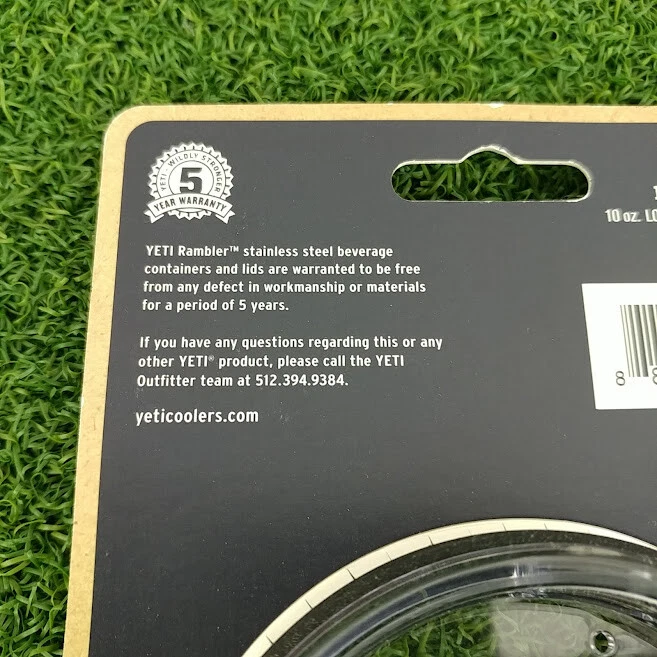 YETI · WILDLY STRONGER
5
YEAR WARRANTY
10 oz. LO
YETI Rambler™ stainless steel beverage
containers and lids are warranted to be free
from any defect in workmanship or materials
for a period of 5 years.
If you have any questions regarding this or any
other YETI® product, please call the YETI
Outfitter team at 512.394.9384.
yeticoolers.com
8